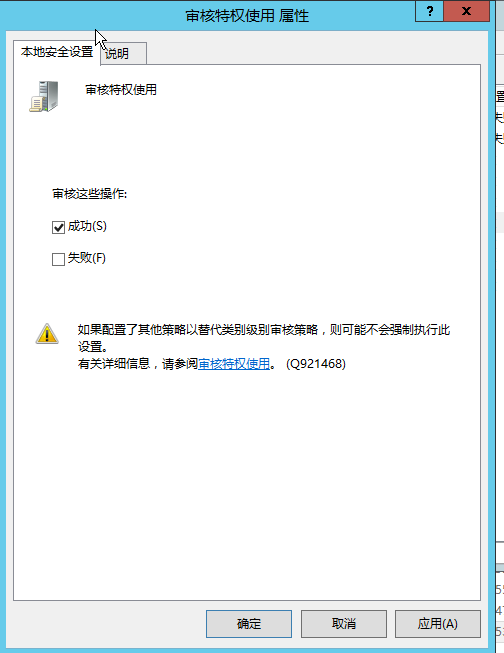 审核特权使用 属性
?
x
本地安全设置
说明
审核特权使用
审核这些操作:
成功(S)
失败(F)
如果配置了其他策略以替代类别级别审核策略，则可能不会强制执行此
设置。
有关详细信息，请参阅审核特权使用。 (Q921468)
确定
取消
应用(A)